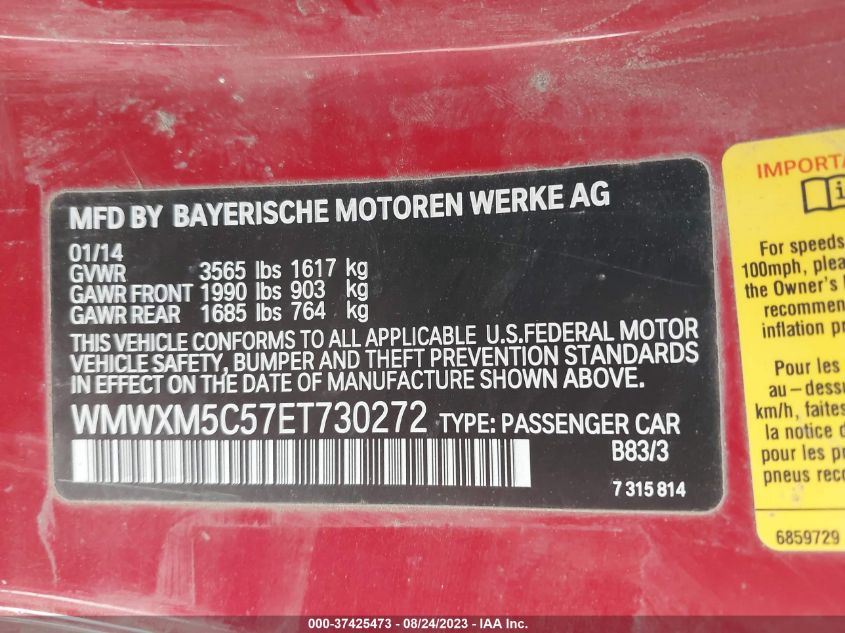 MFD BY BAYERISCHE MOTOREN WERKE AG
01/14
GVWR 3565 lbs 1617 kg
GAWR FRONT 1990 lbs 903 kg
GAWR REAR 1685 lbs 764 kg
THIS VEHICLE CONFORMS TO ALL APPLICABLE U.S.FEDERAL MOTOR
VEHICLE SAFETY, BUMPER AND THEFT PREVENTION STANDARDS
IN EFFECT ON THE DATE OF MANUFACTURE SHOWN ABOVE.
WMWXM5C57ET730272 TYPE: PASSENGER CAR
B83/3
7 315 814
IMPORTA
i
For speeds
100mph, plea
the Owner's
recommen
inflation pr
Pour les
au-dessu
km/h, faites
la notice d
pour les p
pneus reco
6859729
000-37425473 - 08/24/2023 - IAA Inc.